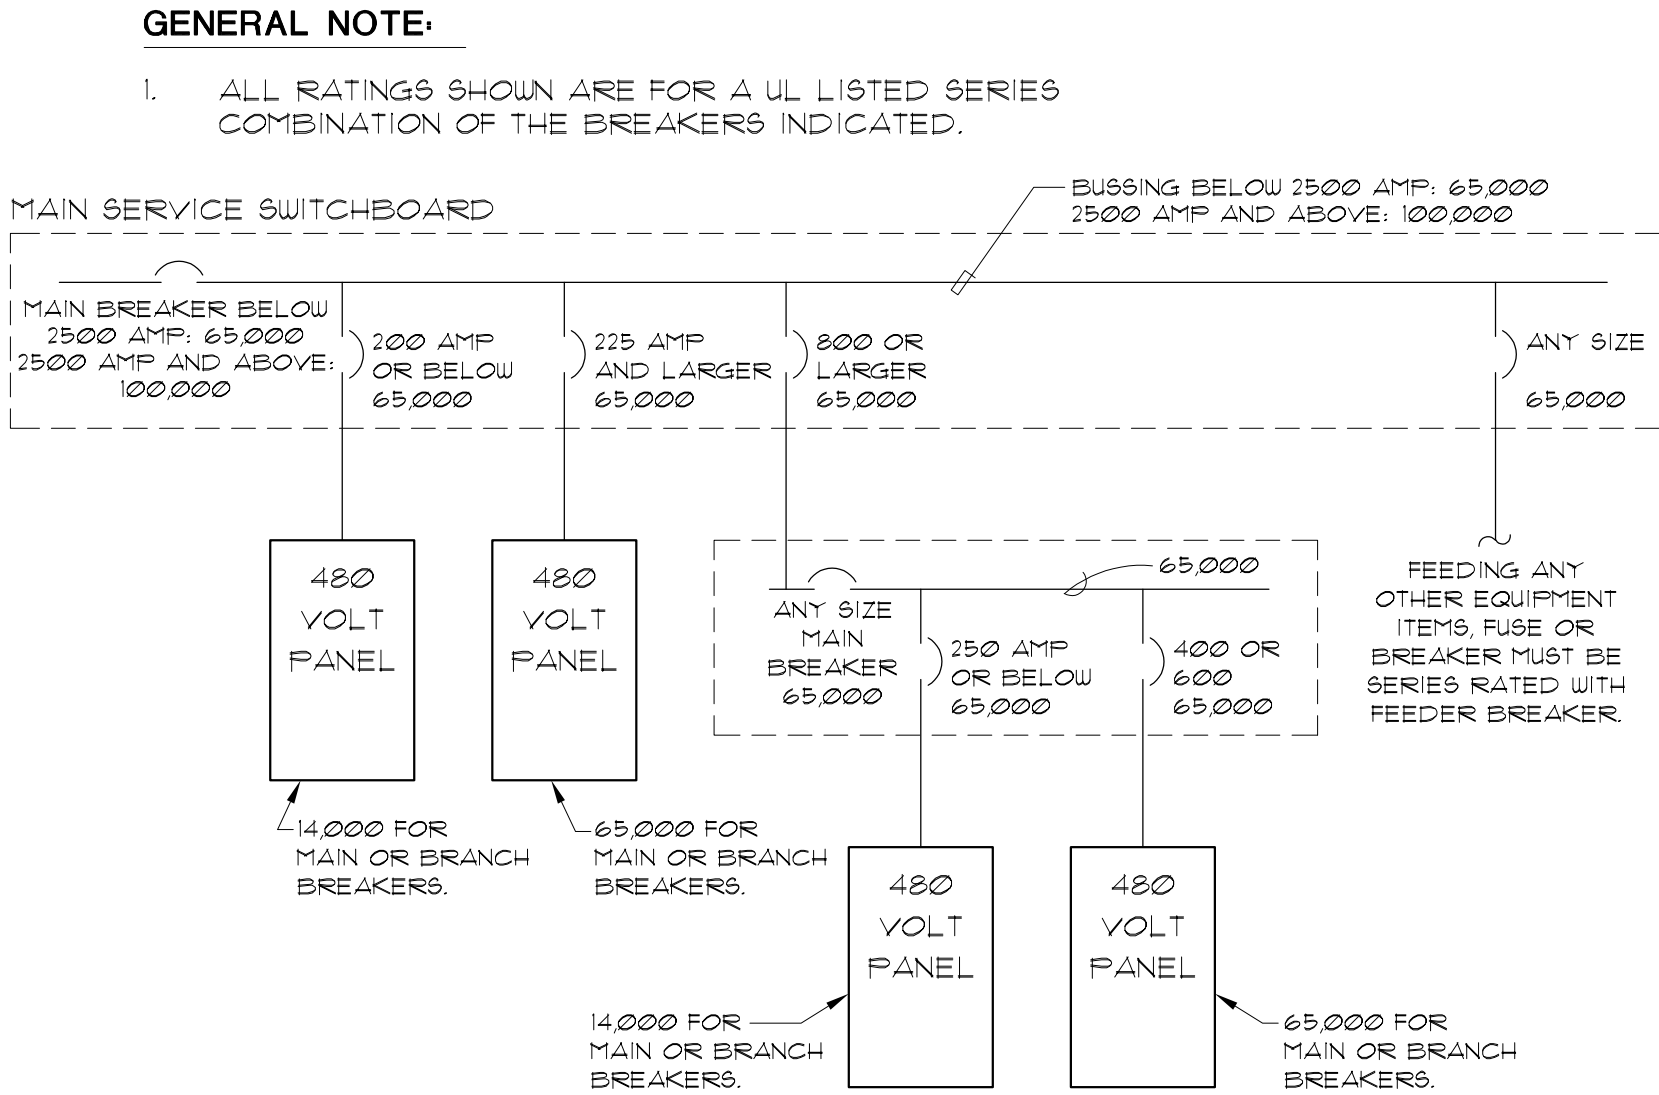 GENERAL NOTE:
1. ALL RATINGS SHOWN ARE FOR A UL LISTED SERIES
COMBINATION OF THE BREAKERS INDICATED.
BUSSING BELOW 2500 AMP: 65,000
2500 AMP AND ABOVE: 100,000
MAIN SERVICE SWITCHBOARD
MAIN BREAKER BELOW
2500 AMP: 65,000
2500 AMP AND ABOVE:
100,000
200 AMP
OR BELOW
65,000
225 AMP
AND LARGER
65,000
800 OR
LARGER
65,000
ANY SIZE
65,000
480
VOLT
PANEL
480
VOLT
PANEL
65,000
ANY SIZE
MAIN
BREAKER
65,000
250 AMP
OR BELOW
65,000
400 OR
600
65,000
FEEDING ANY
OTHER EQUIPMENT
ITEMS, FUSE OR
BREAKER MUST BE
SERIES RATED WITH
FEEDER BREAKER.
14,000 FOR
MAIN OR BRANCH
BREAKERS.
65,000 FOR
MAIN OR BRANCH
BREAKERS.
480
VOLT
PANEL
480
VOLT
PANEL
14,000 FOR
MAIN OR BRANCH
BREAKERS.
65,000 FOR
MAIN OR BRANCH
BREAKERS.